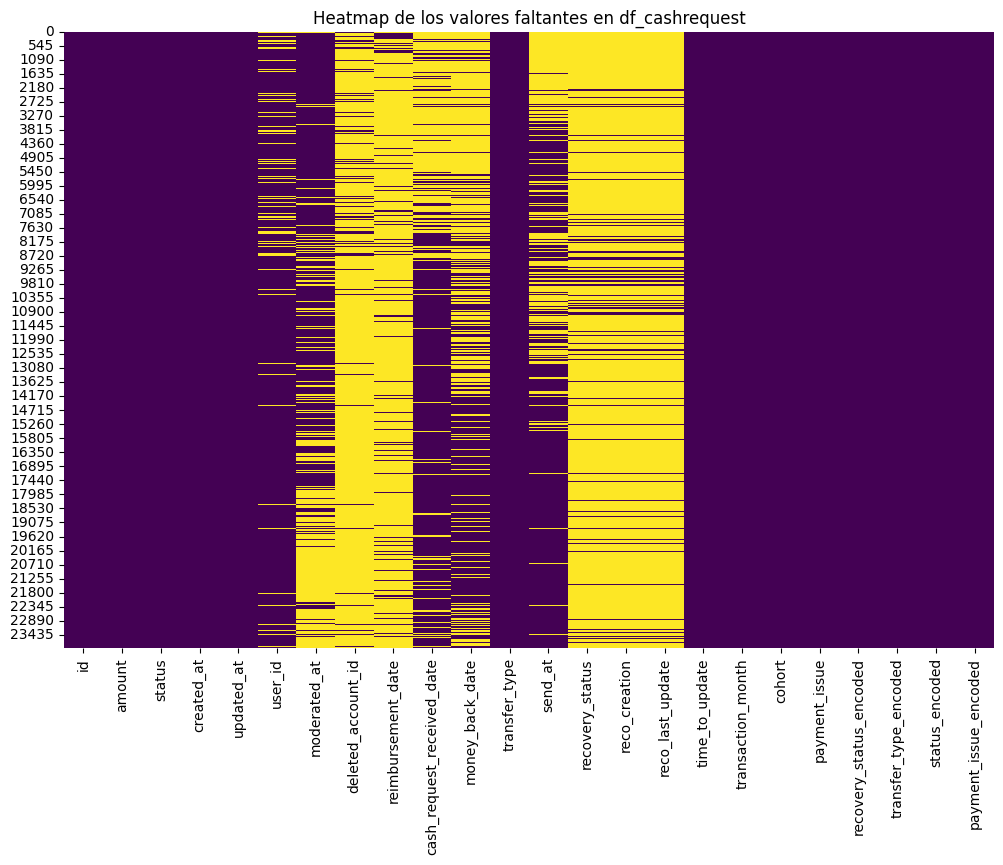 Heatmap de los valores faltantes en df_cashrequest
0
545
1090
1635
2180
2725
3270
3815
4360
4905
5450
5995
6540
7085
7630
8175
8720
9265
9810
10355
10900
11445
11990
12535
13080
13625
14170
14715
15260
15805
16350
16895
17440
17985
18530
19075
19620
20165
20710
21255
21800
22345
22890
23435
id
amount
status
created_at
updated_at
user_id
moderated_at
deleted_account_id
reimbursement_date
cash_request_received_date
money_back_date
transfer_type
send_at
recovery_status
reco_creation
reco_last_update
time_to_update
transaction_month
cohort
payment_issue
recovery_status_encoded
transfer_type_encoded
status_encoded
payment_issue_encoded